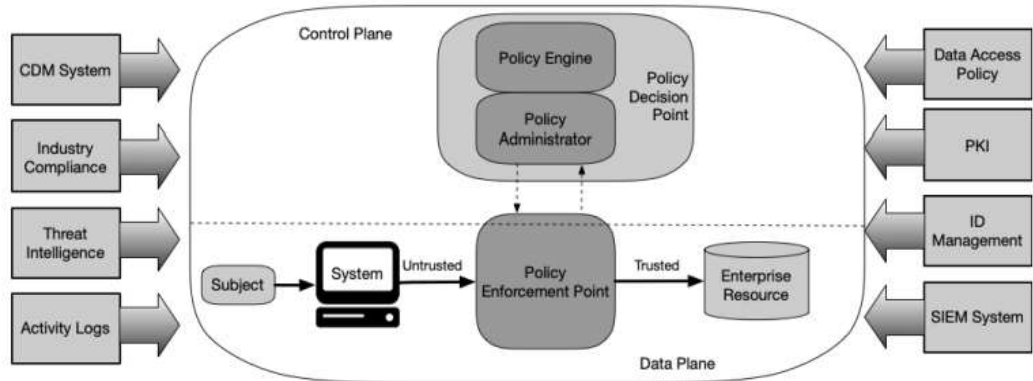 Control Plane
CDM System
Industry
Compliance
Threat
Intelligence
Activity Logs
Policy Engine
Policy
Administrator
Policy
Decision
Point
Subject
System
Untrusted
Policy
Enforcement Point
Trusted
Enterprise
Resource
Data Plane
Data Access
Policy
PKI
ID
Management
SIEM System